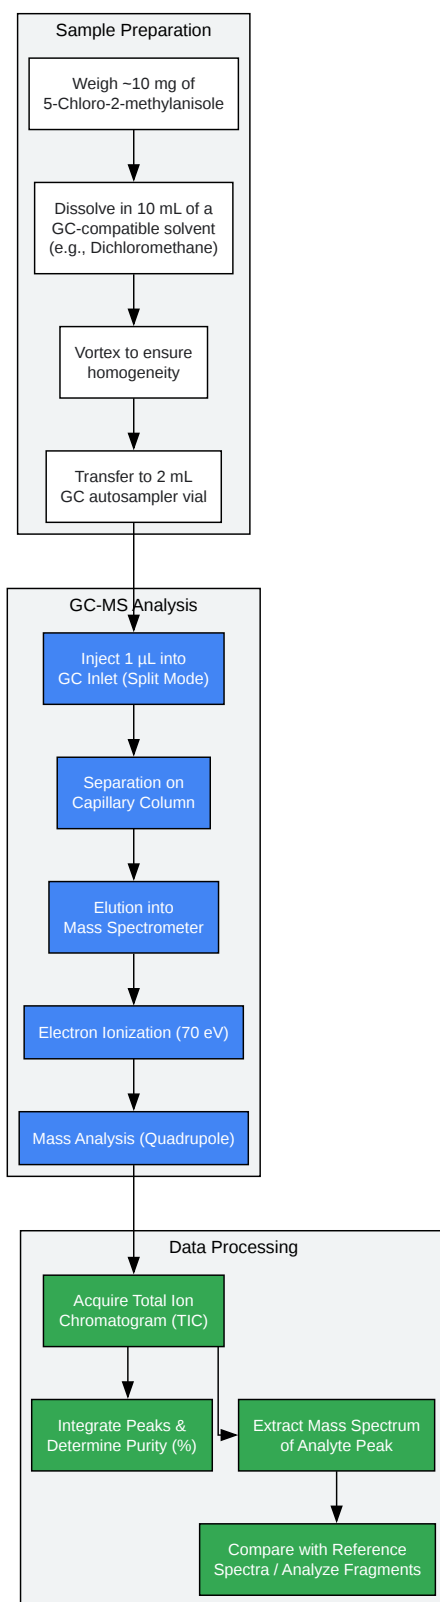 Sample Preparation
Weigh ~10 mg of
5-Chloro-2-methylanisole
Dissolve in 10 mL of a
GC-compatible solvent
(e.g., Dichloromethane)
Vortex to ensure
homogeneity
Transfer to 2 mL
GC autosampler vial
GC-MS Analysis
Inject 1 µL into
GC Inlet (Split Mode)
Separation on
Capillary Column
Elution into
Mass Spectrometer
Electron Ionization (70 eV)
Mass Analysis (Quadrupole)
Data Processing
Acquire Total Ion
Chromatogram (TIC)
Integrate Peaks &
Determine Purity (%)
Extract Mass Spectrum
of Analyte Peak
Compare with Reference
Spectra / Analyze Fragments